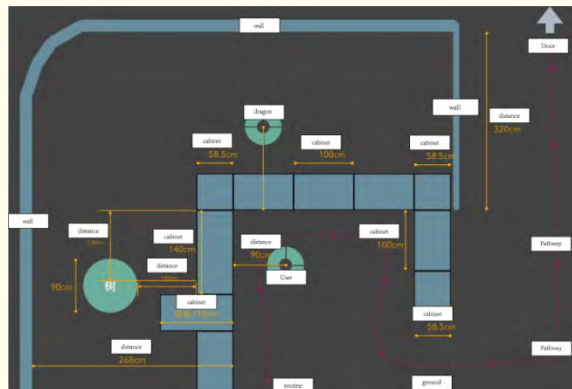 wall
Door
dragon
wall
distance
320cm
cabinet
58.5cm
cabinet
100cm
cabinet
58.5cm
wall
distance
cabinet
140cm
distance
90cm
cabinet
100cm
Pathway
distance
90cm
树
User
cabinet
cabinet
58.5cm
Pathway
distance
268cm
routine
ground